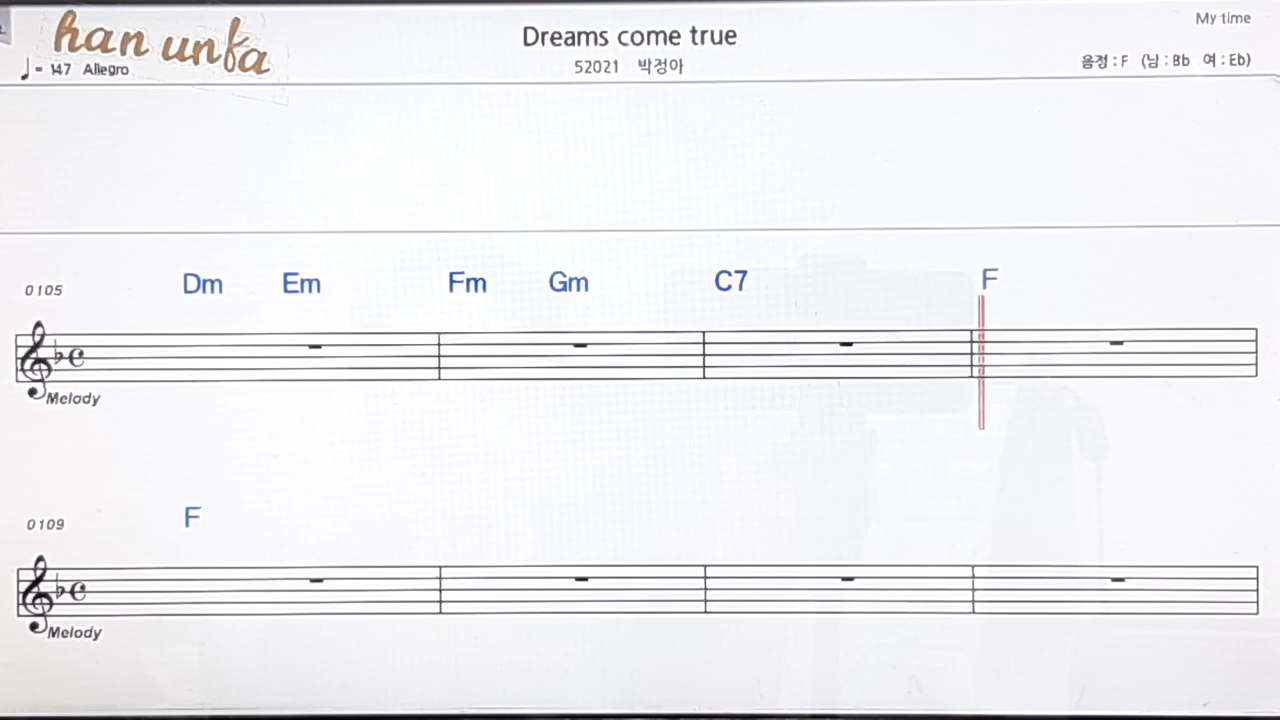 han unfa
My time
Dreams come true
♩= 147 Allegro
52021 박정아
음정 : F (남 : Bb 여 : Eb)
0105 Dm Em Fm Gm C7 F
Melody
0109 F
Melody